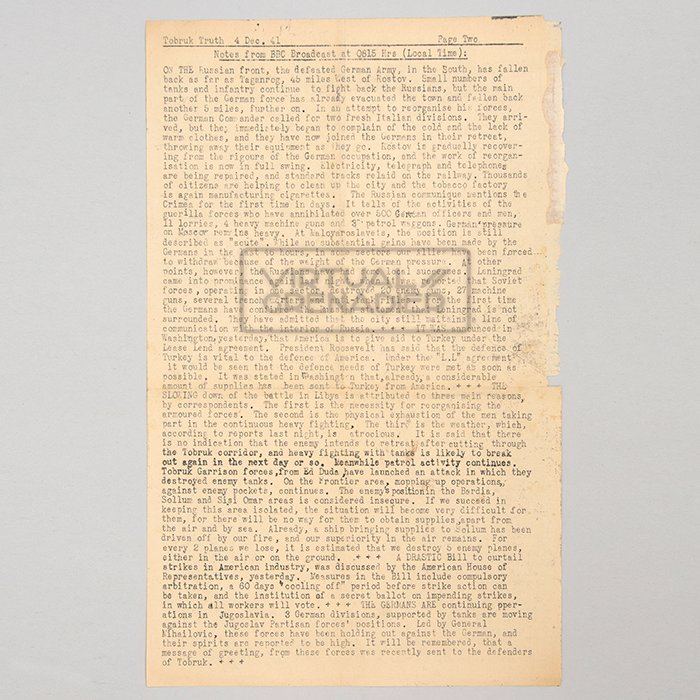 Tobruk Truth 4 Dec. 41 Page Two
Notes from BBC Broadcast at 0815 Hrs (Local Time):
ON THE Russian front, the defeated German Army, in the South, has fallen
back as far as Taganrog, 45 miles West of Rostov. Small numbers of
tanks and infantry continue to fight back the Russians, but the main
part of the German force has already evacuated the town and fallen back
another 5 miles, further on. In an attempt to reorganise his forces,
the German Commander called for two fresh Italian divisions. They arri-
ved, but they immediately began to complain of the cold and the lack of
warm clothes, and they have now joined the Germans in their retreat,
throwing away their equipment as they go. Rostov is gradually recover-
ing from the rigours of the German occupation, and the work of reorgan-
isation is now in full swing. Electricity, telegraph and telephones
are being repaired, and standard tracks relaid on the railway. Thousands
of citizens are helping to clean up the city and the tobacco factory
is again manufacturing cigarettes. The Russian communique mentions the
Crimea for the first time in days. It tells of the activities of the
guerilla forces who have annihilated over 500 German officers and men,
11 lorries, 4 heavy machine guns and 3 petrol waggons. German pressure
on Moscow remains heavy. At Maloyaroslavets, the position is still
described as "acute". While no substantial gains have been made by the
Germans in the hours, in some sectors our allies have been forced
to withdraw because of the weight of the German pressure. At other
points, however, the local successes. Leningrad
came into prominence that Soviet
forces, operating in destroyed guns, 27 machine
guns, several the first time
the Germans have Leningrad is not
surrounded. They have admitted that the city still maintains a line of
communication with the interior of Russia. + + + IT WAS announced in
Washington, yesterday, that America is to give aid to Turkey under the
Lease Lend agreement. President Roosevelt has said that the defence of
Turkey is vital to the defence of America. Under the "L.L" agreement
it would be seen that the defence needs of Turkey were met as soon as
possible. It was stated in Washington that, already, a considerable
amount of supplies has been sent to Turkey from America. + + + THE
SLOWING down of the battle in Libya is attributed to three main reasons,
by correspondents. The first is the necessity for reorganising the
armoured forces. The second is the physical exhaustion of the men taking
part in the continuous heavy fighting, The third is the weather, which,
according to reports last night, is atrocious. It is said that there
is no indication that the enemy intends to retreat after cutting through
the Tobruk corridor, and heavy fighting with tanks is likely to break
out again in the next day or so. Meanwhile patrol activity continues.
Tobruk Garrison forces, from Ed Duda, have launched an attack in which they
destroyed enemy tanks. On the Frontier area, mopping up operations,
against enemy pockets, continues. The enemy's position in the Bardia,
Sollum and Sidi Omar areas is considered insecure. If we succeed in
keeping this area isolated, the situation will become very difficult for
them, for there will be no way for them to obtain supplies, apart from
the air and by sea. Already, a ship bringing supplies to Sollum has been
driven off by our fire, and our superiority in the air remains. For
every 2 planes we lose, it is estimated that we destroy 5 enemy planes,
either in the air or on the ground. + + + A DRASTIC Bill to curtail
strikes in American industry, was discussed by the American House of
Representatives, yesterday. Measures in the Bill include compulsory
arbitration, a 60 days "cooling off" period before strike action can
be taken, and the institution of a secret ballot on impending strikes,
in which all workers will vote. + + + THE GERMANS ARE continuing oper-
ations in Jugoslavia. 3 German divisions, supported by tanks are moving
against the Jugoslav Partisan forces' positions. Led by General
Mihailovic, these forces have been holding out against the German, and
their spirits are reported to be high. It will be remembered, that a
message of greeting, from these forces was recently sent to the defenders
of Tobruk. + + +
VIRTUAL
GRENADIER